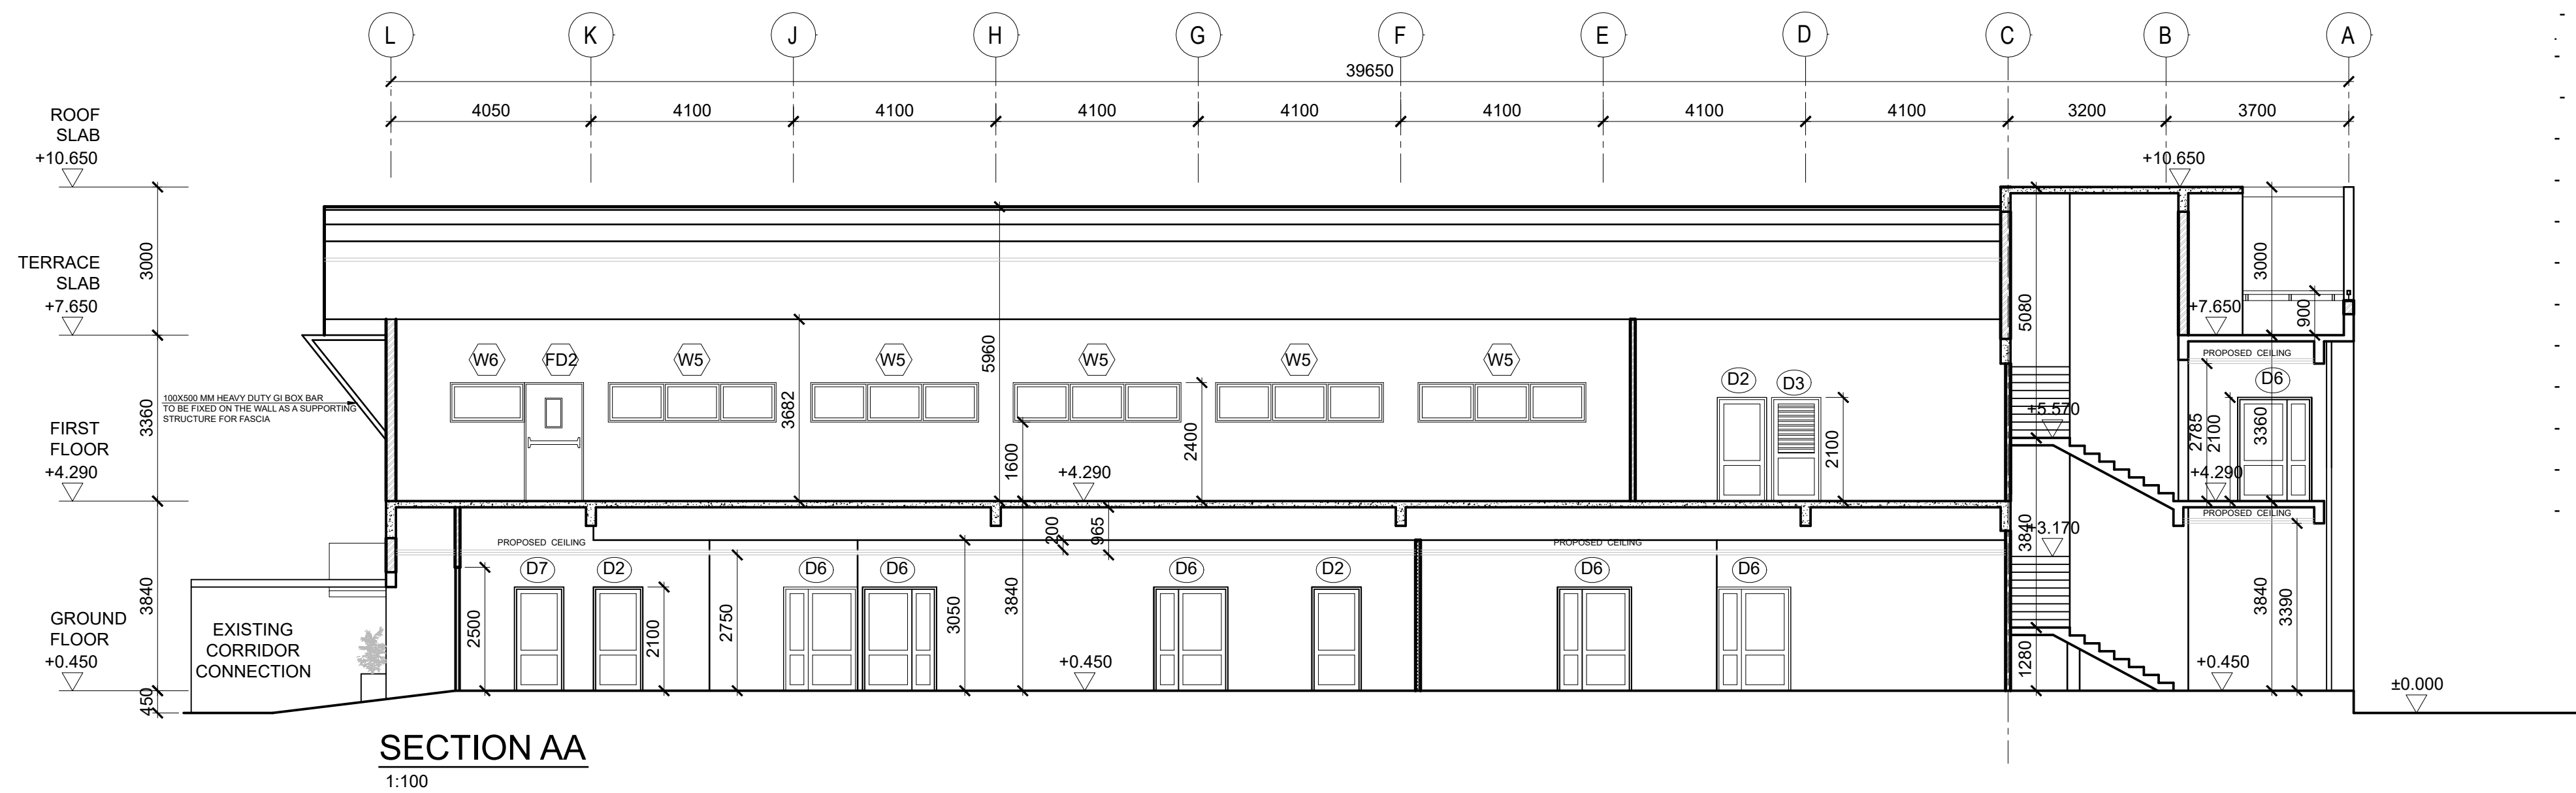 L K J H G F E D C B A
39650
4050 4100 4100 4100 4100 4100 4100 4100 3200 3700
ROOF
SLAB
+10.650
+10.650
TERRACE
SLAB
+7.650
3000
3000
5080
+7.650
900
5960
3682
W6 FD2 W5 W5 W5 W5 W5
D2 D3
PROPOSED CEILING
D6
100X500 MM HEAVY DUTY GI BOX BAR
TO BE FIXED ON THE WALL AS A SUPPORTING
STRUCTURE FOR FASCIA
3360
FIRST
FLOOR
+4.290
1600
+4.290
2400
2100
+5.570
2785
2100
3360
+4.290
PROPOSED CEILING
200
965
PROPOSED CEILING
PROPOSED CEILING
3840
+3.170
D7 D2 D6 D6 D6 D2 D6 D6
3840
GROUND
FLOOR
+0.450
450
EXISTING
CORRIDOR
CONNECTION
2500
2100
2750
3050
3840
+0.450
1280
+0.450
3840
3390
±0.000
SECTION AA
1:100